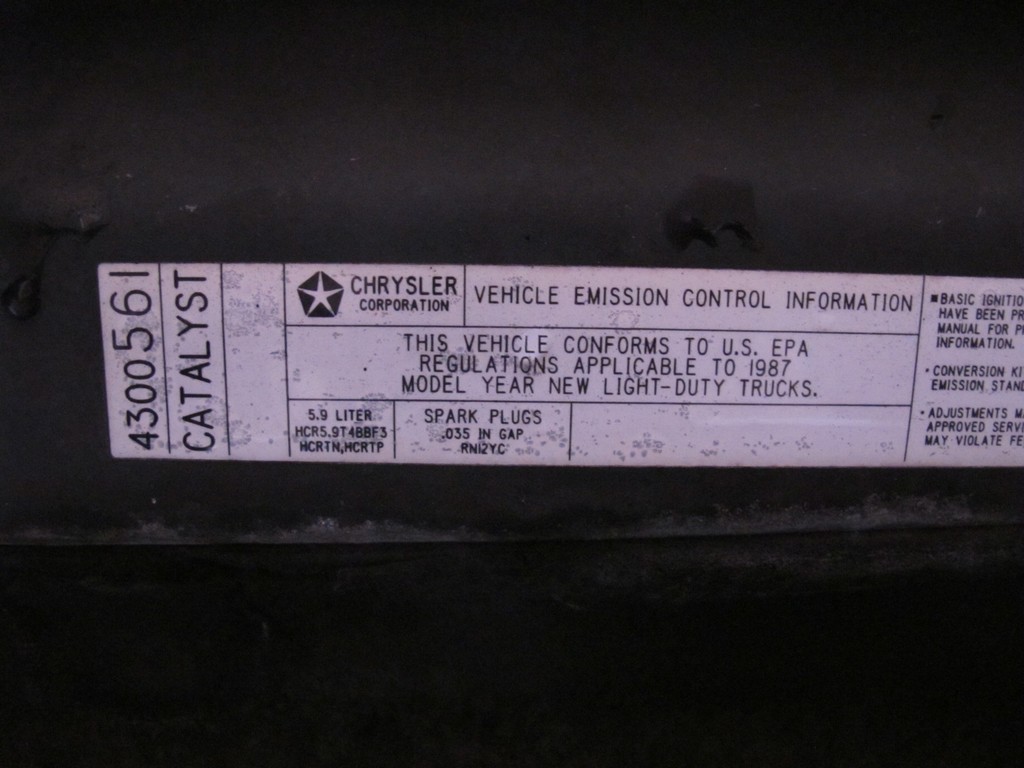 4300561
CATALYST
CHRYSLER
CORPORATION
VEHICLE EMISSION CONTROL INFORMATION
THIS VEHICLE CONFORMS TO U.S. EPA
REGULATIONS APPLICABLE TO 1987
MODEL YEAR NEW LIGHT-DUTY TRUCKS.
5.9 LITER
HCR5.9T4BBF3
HCRTN,HCRTP
SPARK PLUGS
.035 IN GAP
RN12YC
■BASIC IGNITIO
HAVE BEEN PR
MANUAL FOR P
INFORMATION.
• CONVERSION KI
EMISSION STAND
• ADJUSTMENTS M
APPROVED SERV
MAY VIOLATE FE